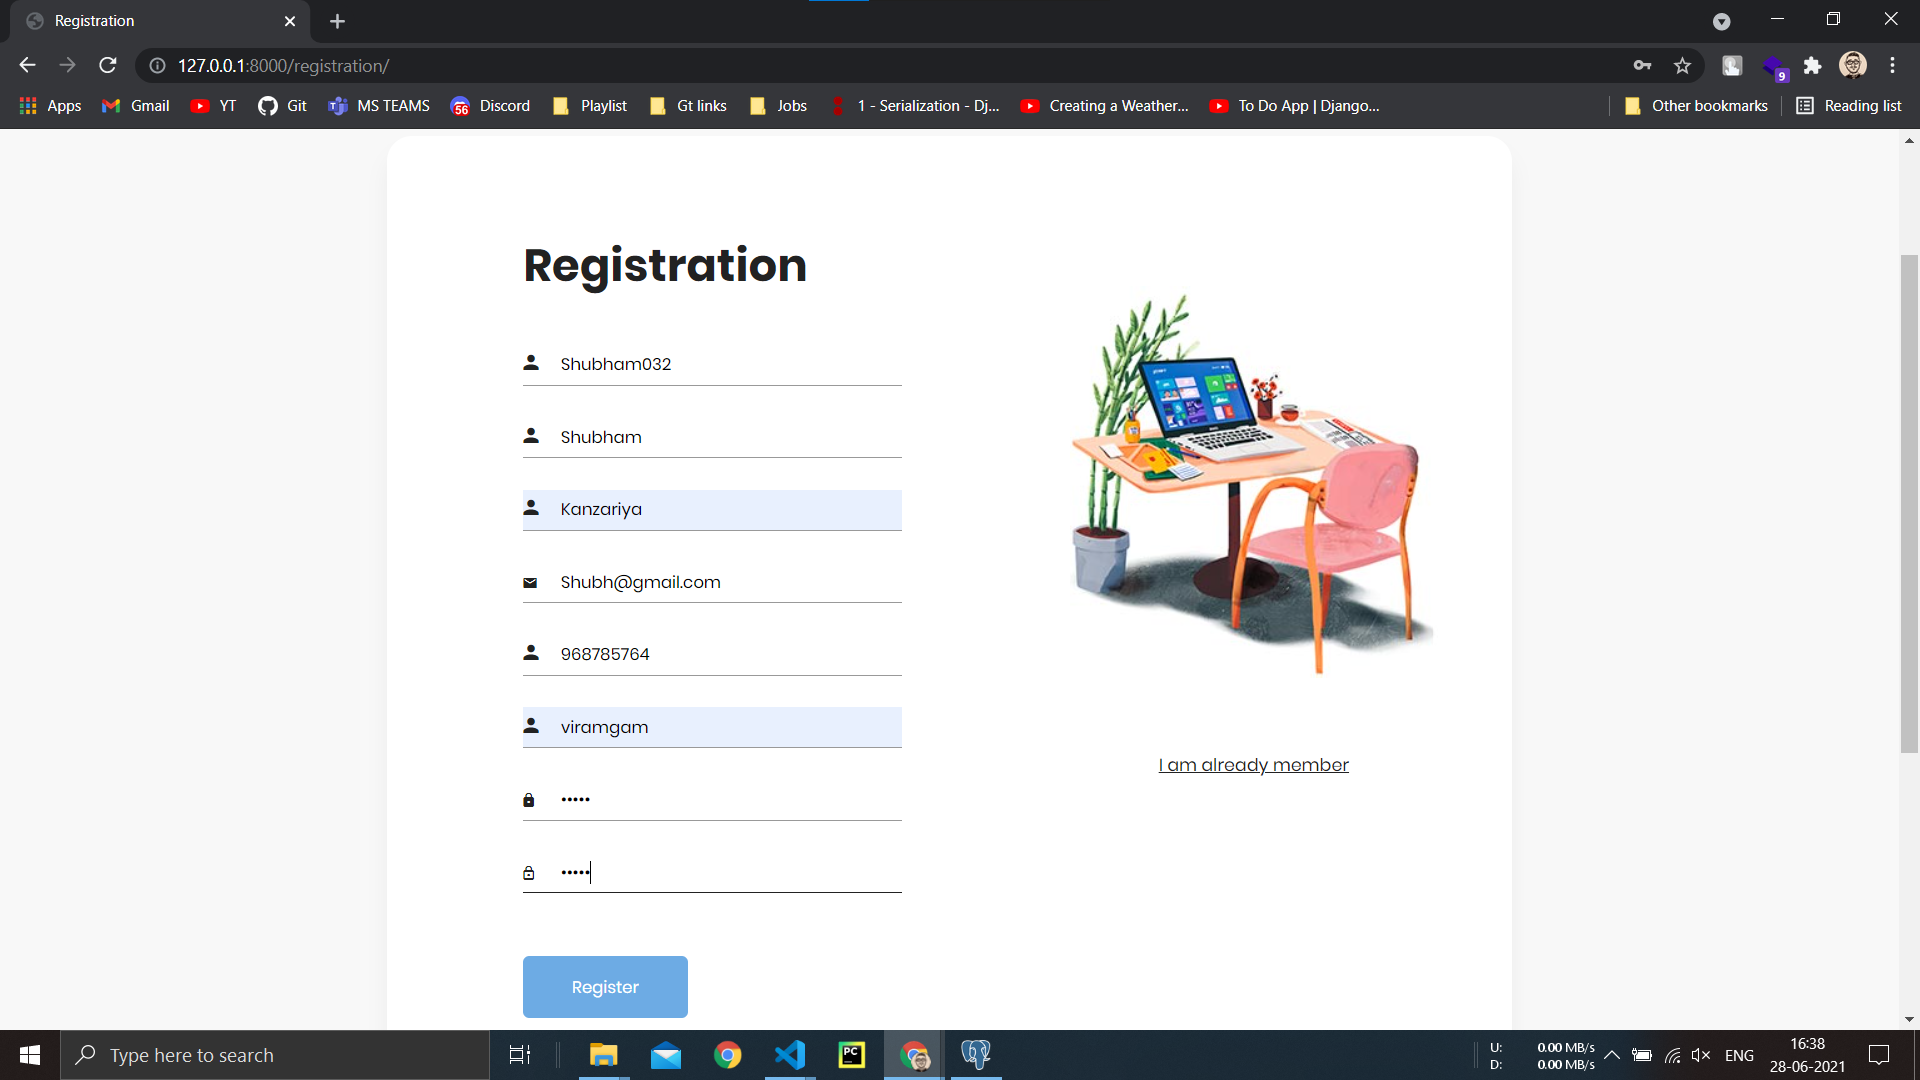 Registration
127.0.0.1:8000/registration/
9
Apps
Gmail
YT
Git
MS TEAMS
56
Discord
Playlist
Gt links
Jobs
1 - Serialization - Dj...
Creating a Weather...
To Do App | Django...
Other bookmarks
Reading list
Registration
Shubham032
Shubham
Kanzariya
Shubh@gmail.com
968785764
viramgam
I am already member
•••••
•••••
Register
Type here to search
PC
U: 0.00 MB/s
D: 0.00 MB/s
ENG
16:38
28-06-2021